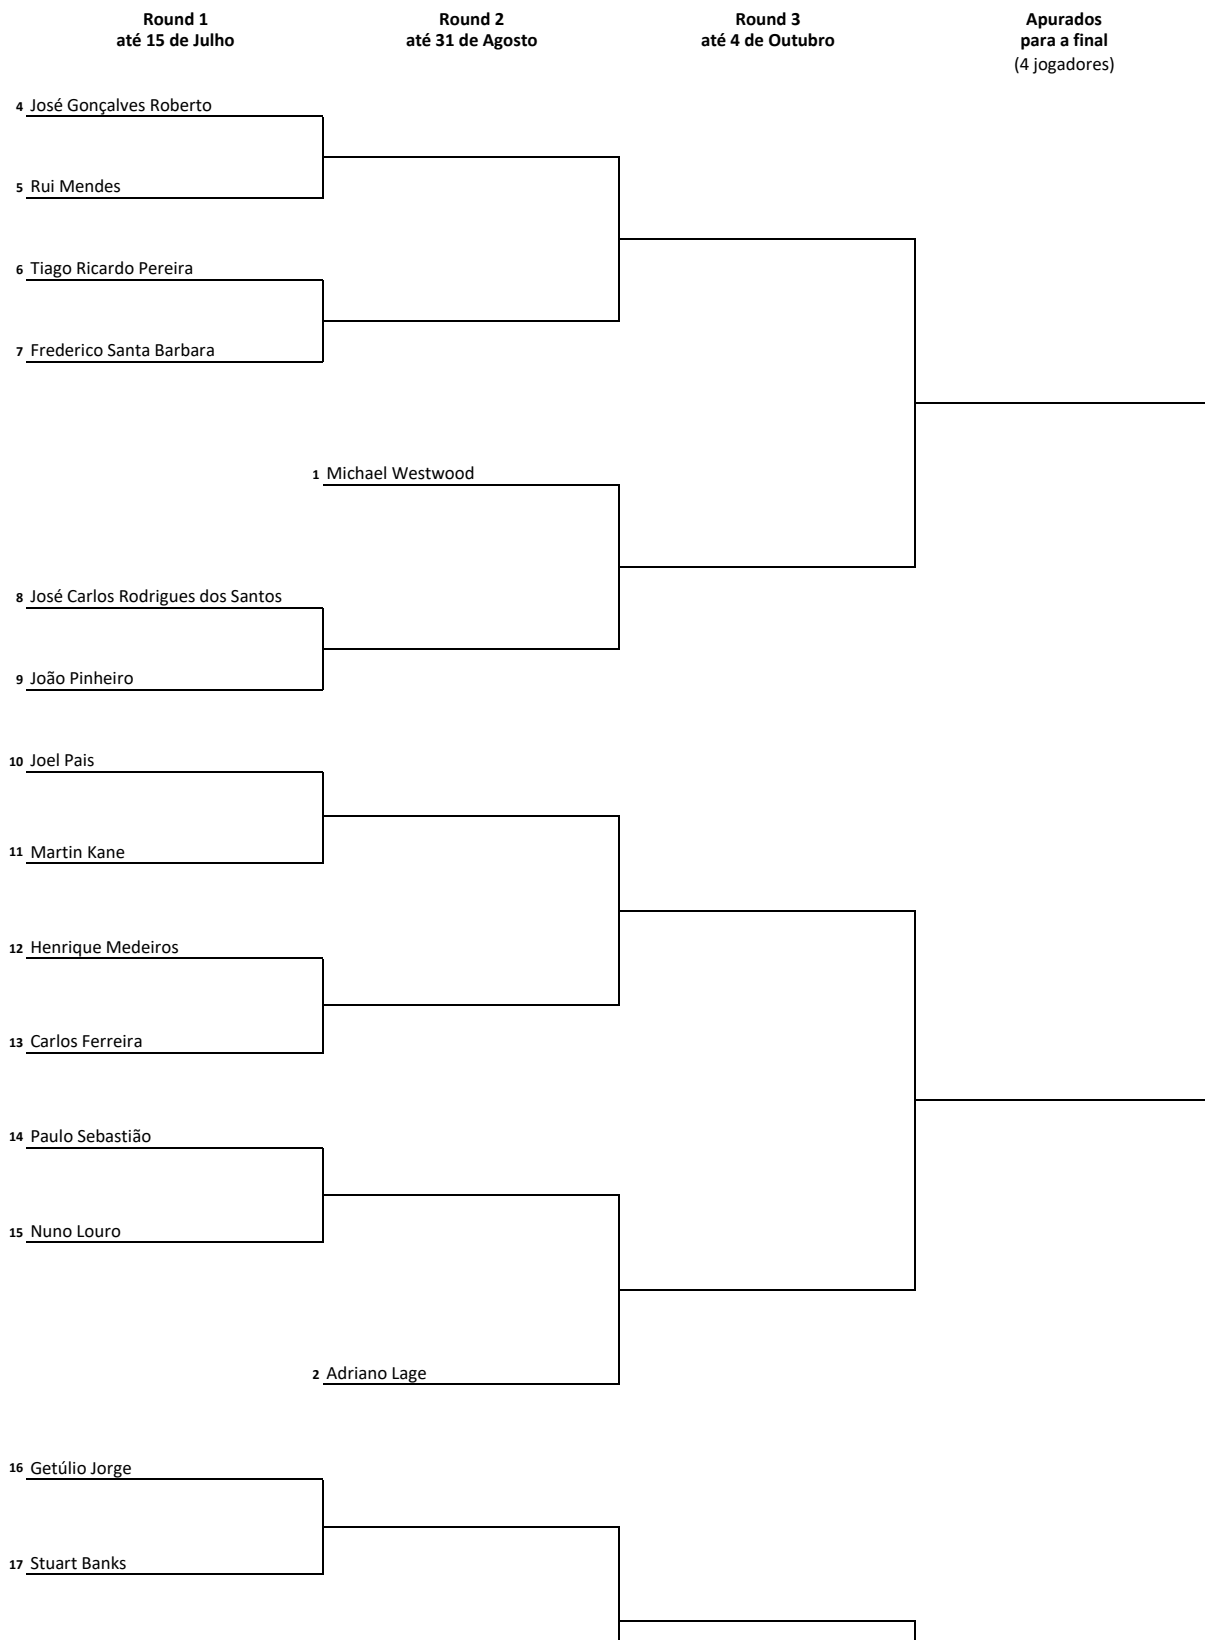 Round 1
até 15 de Julho
Round 2
até 31 de Agosto
Round 3
até 4 de Outubro
Apurados
para a final
(4 jogadores)
4 José Gonçalves Roberto
5 Rui Mendes
6 Tiago Ricardo Pereira
7 Frederico Santa Barbara
1 Michael Westwood
8 José Carlos Rodrigues dos Santos
9 João Pinheiro
10 Joel Pais
11 Martin Kane
12 Henrique Medeiros
13 Carlos Ferreira
14 Paulo Sebastião
15 Nuno Louro
2 Adriano Lage
16 Getúlio Jorge
17 Stuart Banks